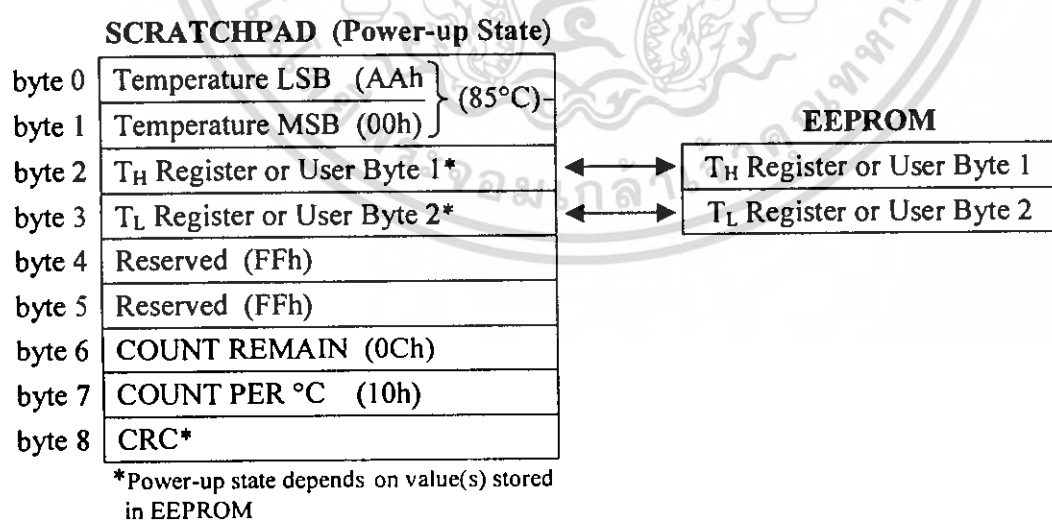 SCRATCHPAD (Power-up State)
byte 0 Temperature LSB (AAh
(85°C)-
byte 1 Temperature MSB (00h)
EEPROM
byte 2 TH Register or User Byte 1* TH Register or User Byte 1
byte 3 TL Register or User Byte 2* TL Register or User Byte 2
byte 4 Reserved (FFh)
byte 5 Reserved (FFh)
byte 6 COUNT REMAIN (0Ch)
byte 7 COUNT PER °C (10h)
byte 8 CRC*
*Power-up state depends on value(s) stored
in EEPROM